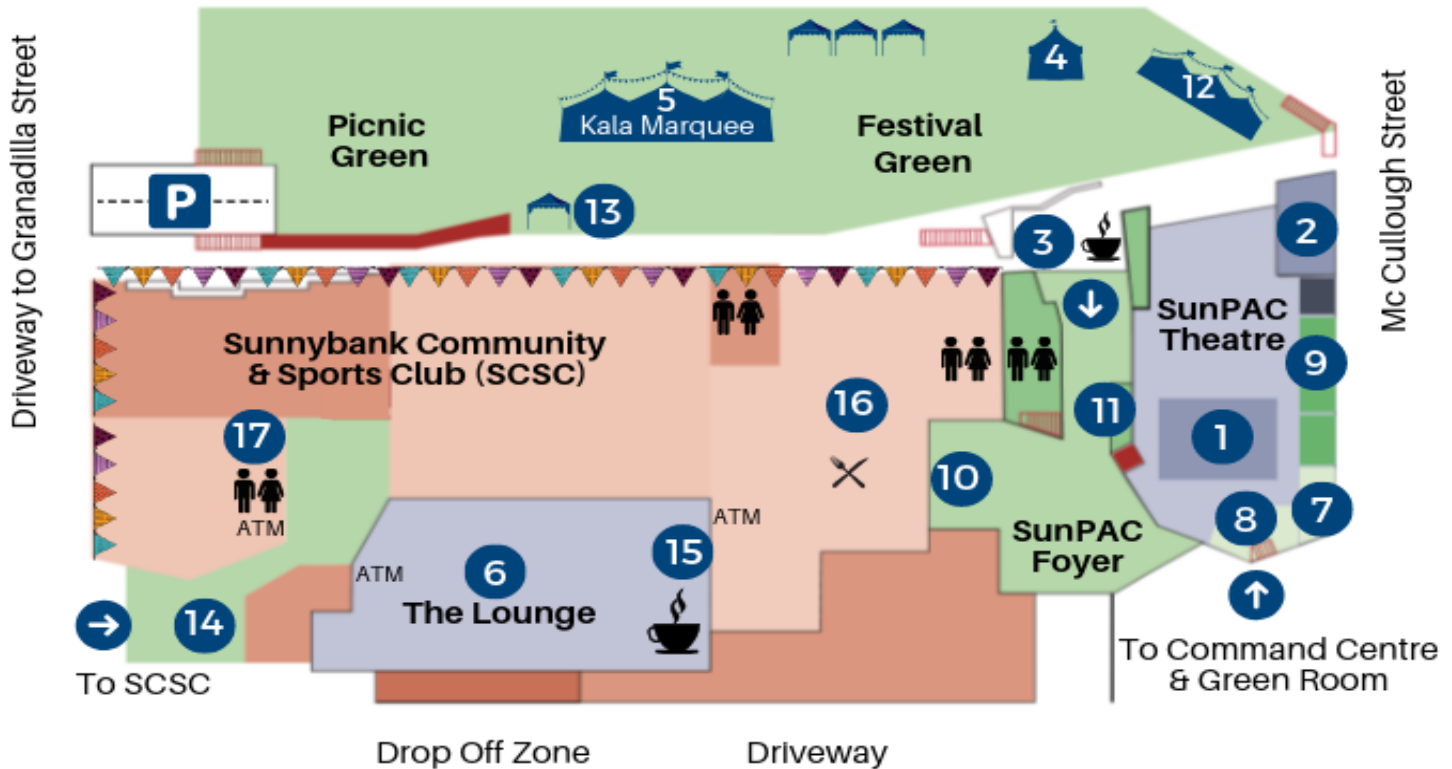 Driveway to Granadilla Street
Picnic
Green
5
Kala Marquee
Festival
Green
4
12
Mc Cullough Street
P
13
3
2
SunPAC
Theatre
Sunnybank Community
& Sports Club (SCSC)
9
16
11
1
17
ATM
10
ATM
7
8
SunPAC
Foyer
15
6
ATM
The Lounge
14
To SCSC
To Command Centre
& Green Room
Drop Off Zone
Driveway